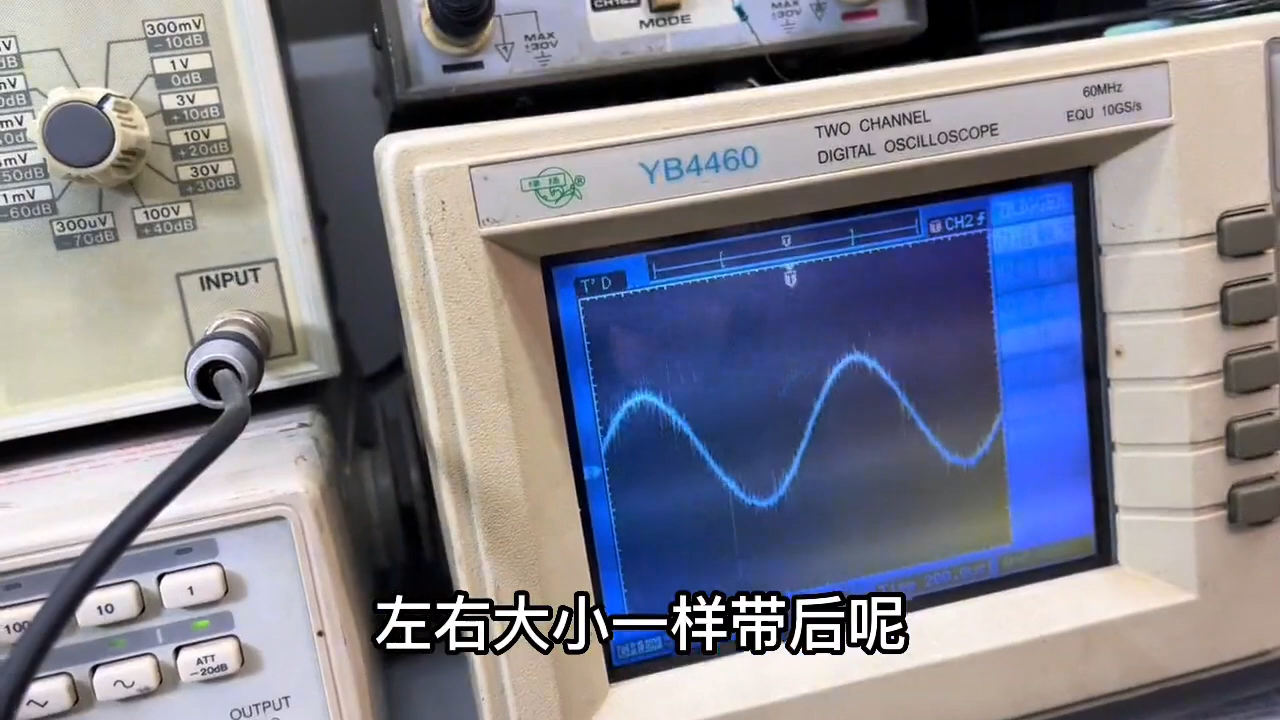 300mV
-10dB
1V
0dB
3V
+10dB
10V
+20dB
30V
+30dB
100V
+40dB
300uV
-70dB
1mV
-60dB
INPUT
MODE
MAX
±30V
MAX
±30V
TWO CHANNEL
DIGITAL OSCILLOSCOPE
60MHz
EQU 10GS/s
YB4460
T' D
T
T
CH2
100
10
1
ATT
-20dB
OUTPUT
左右大小一样带后呢